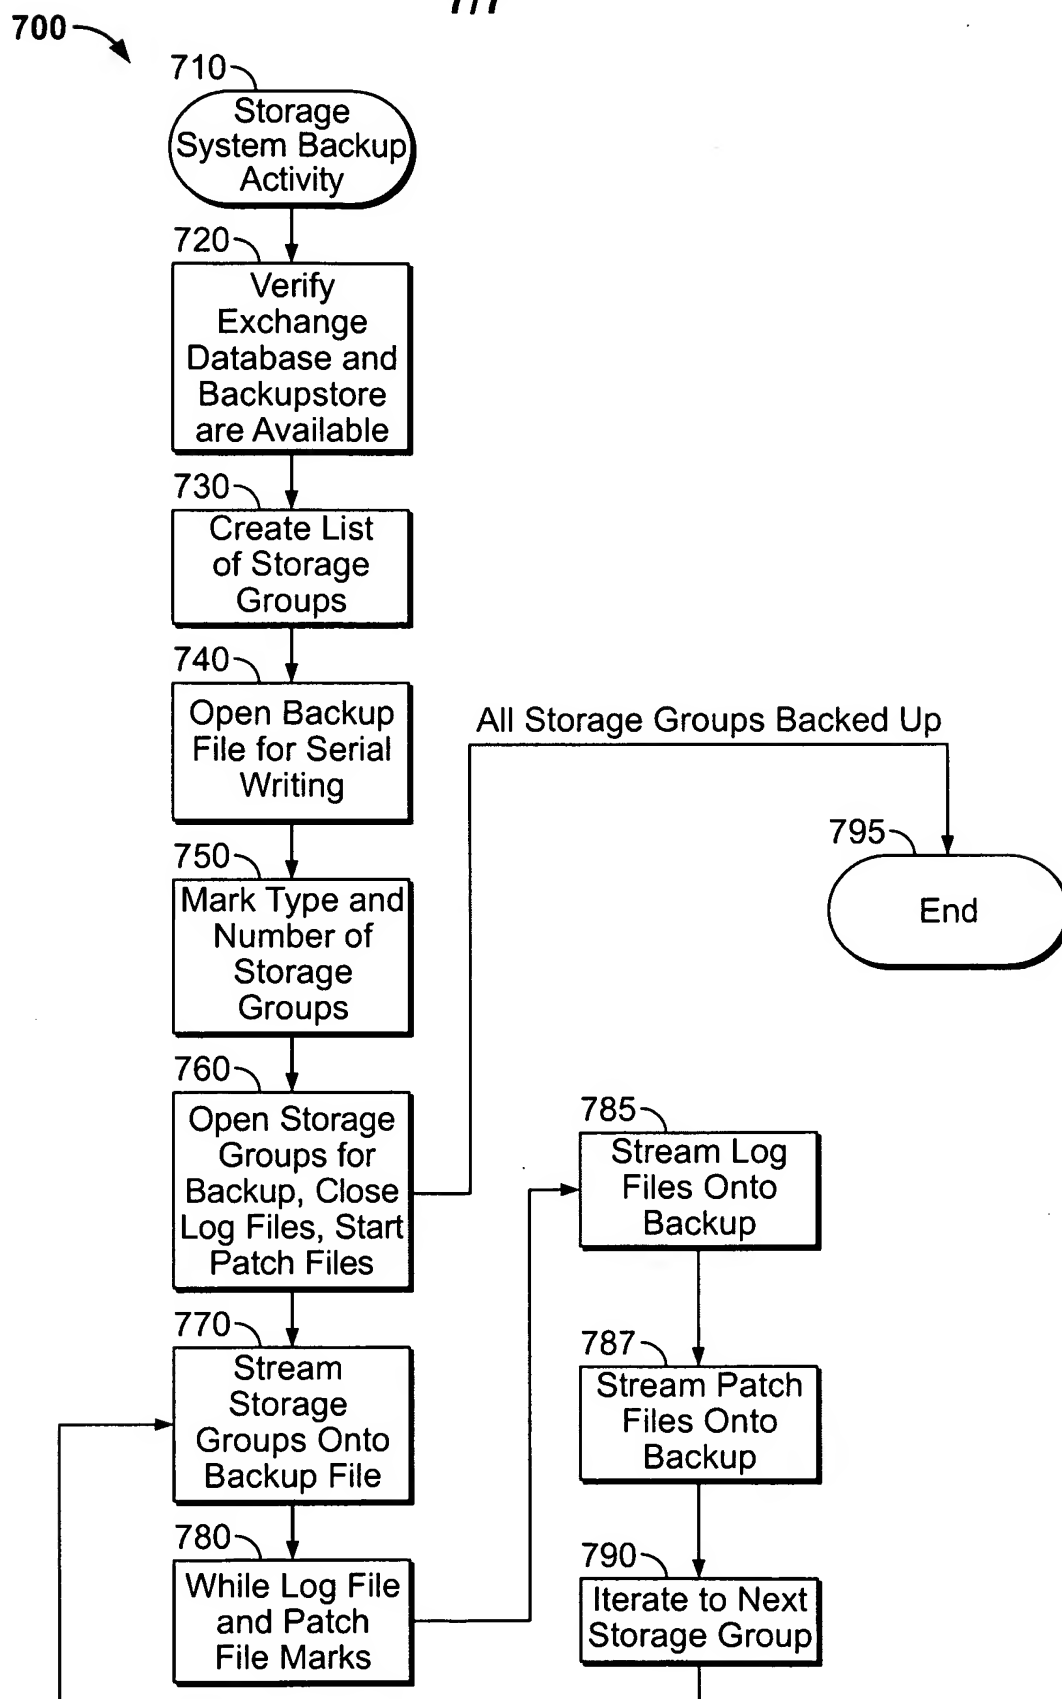 7/7
700
710
Storage
System Backup
Activity
720
Verify
Exchange
Database and
Backupstore
are Available
730
Create List
of Storage
Groups
740
Open Backup
File for Serial
Writing
All Storage Groups Backed Up
795
End
750
Mark Type and
Number of
Storage
Groups
760
Open Storage
Groups for
Backup, Close
Log Files, Start
Patch Files
770
Stream
Storage
Groups Onto
Backup File
780
While Log File
and Patch
File Marks
785
Stream Log
Files Onto
Backup
787
Stream Patch
Files Onto
Backup
790
Iterate to Next
Storage Group